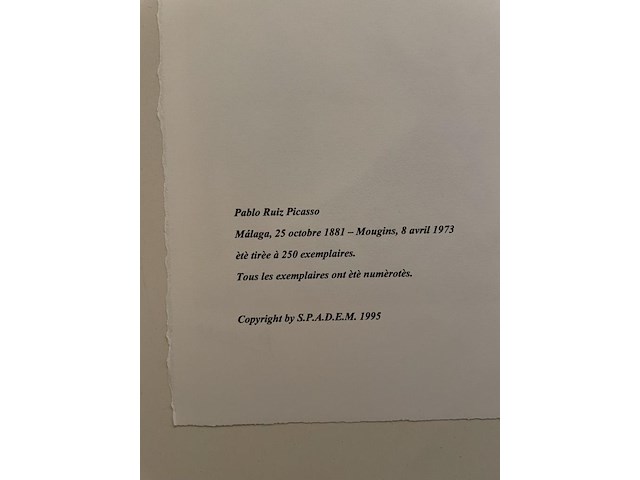 Pablo Ruiz Picasso
Málaga, 25 octobre 1881 – Mougins, 8 avril 1973
ètè tirèe à 250 exemplaires.
Tous les exemplaires ont ètè numèrotès.
Copyright by S.P.A.D.E.M. 1995